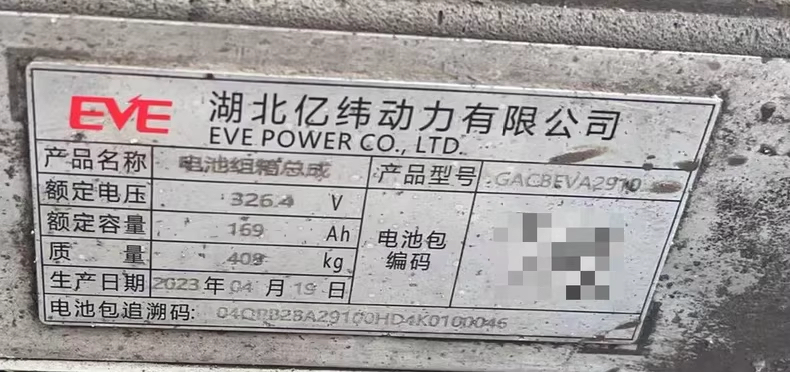 EVE 湖北亿纬动力有限公司
EVE POWER CO., LTD.
产品名称 电池组箱总成 产品型号 GACBEVA2910
额定电压 326.4 V
额定容量 169 Ah 电池包编码
质量 408 kg
生产日期 2023年 04月 19日
电池包追溯码: 04QPB2BA29100HD4K0100046